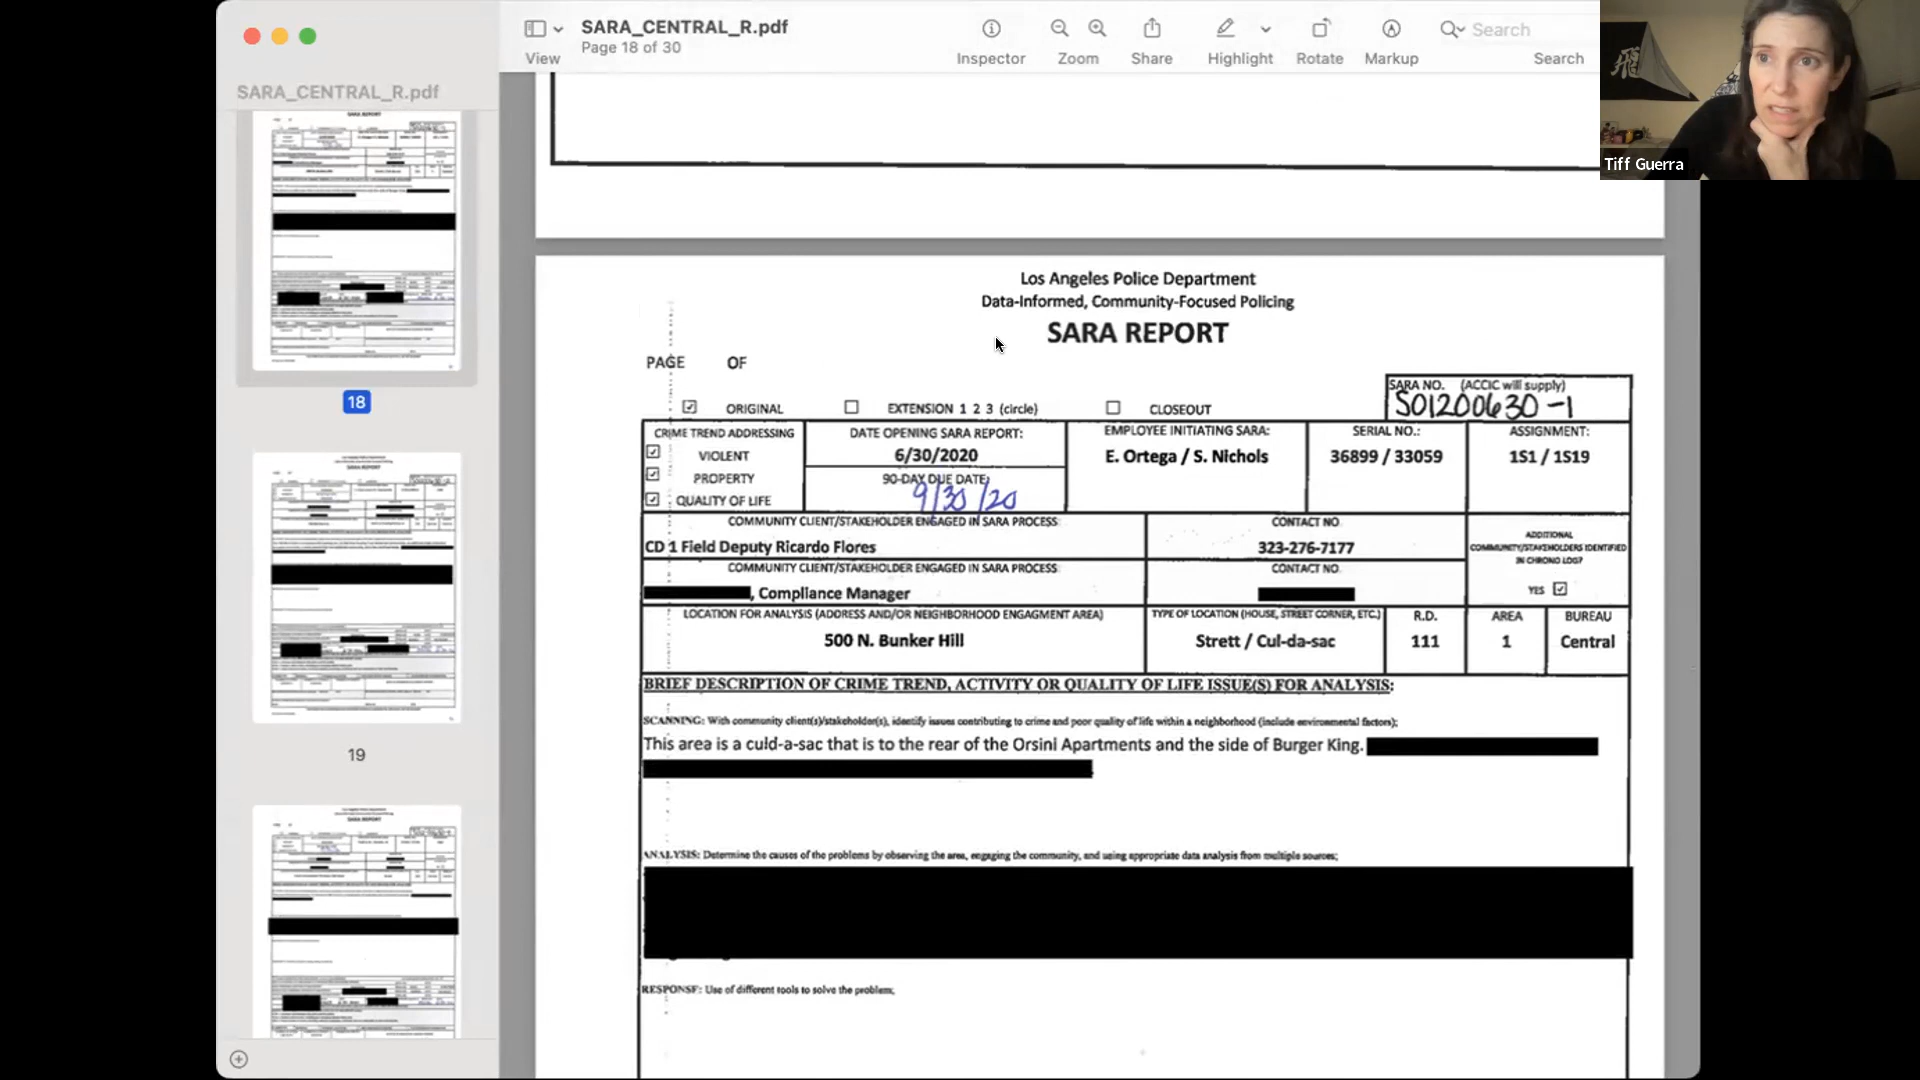 SARA_CENTRAL_R.pdf
Page 18 of 30
View
Inspector
Zoom
Share
Highlight
Rotate
Markup
Search
Search
Tiff Guerra
SARA_CENTRAL_R.pdf
18
19
Los Angeles Police Department
Data-Informed, Community-Focused Policing
SARA REPORT
PAGE OF
SARA NO. (ACCIC will supply)
S01200630-1
ORIGINAL EXTENSION 1 2 3 (circle) CLOSEOUT
CRIME TREND ADDRESSING
VIOLENT
PROPERTY
QUALITY OF LIFE
DATE OPENING SARA REPORT:
6/30/2020
90-DAY DUE DATE:
9/30/20
EMPLOYEE INITIATING SARA:
E. Ortega / S. Nichols
SERIAL NO.:
36899 / 33059
ASSIGNMENT:
1S1 / 1S19
COMMUNITY CLIENT/STAKEHOLDER ENGAGED IN SARA PROCESS
CD 1 Field Deputy Ricardo Flores
CONTACT NO.
323-276-7177
COMMUNITY CLIENT/STAKEHOLDER ENGAGED IN SARA PROCESS
, Compliance Manager
CONTACT NO.
ADDITIONAL
COMMUNITY/STAKEHOLDERS IDENTIFIED
IN CHRONO LOG?
YES
LOCATION FOR ANALYSIS (ADDRESS AND/OR NEIGHBORHOOD ENGAGMENT AREA)
500 N. Bunker Hill
TYPE OF LOCATION (HOUSE, STREET CORNER, ETC.)
Strett / Cul-da-sac
R.D.
111
AREA
1
BUREAU
Central
BRIEF DESCRIPTION OF CRIME TREND, ACTIVITY OR QUALITY OF LIFE ISSUE(S) FOR ANALYSIS:
SCANNING: With community client(s)/stakeholder(s), identify issues contributing to crime and poor quality of life within a neighborhood (include environmental factors);
This area is a culd-a-sac that is to the rear of the Orsini Apartments and the side of Burger King.
ANALYSIS: Determine the causes of the problems by observing the area, engaging the community, and using appropriate data analysis from multiple sources;
RESPONSE: Use of different tools to solve the problem;